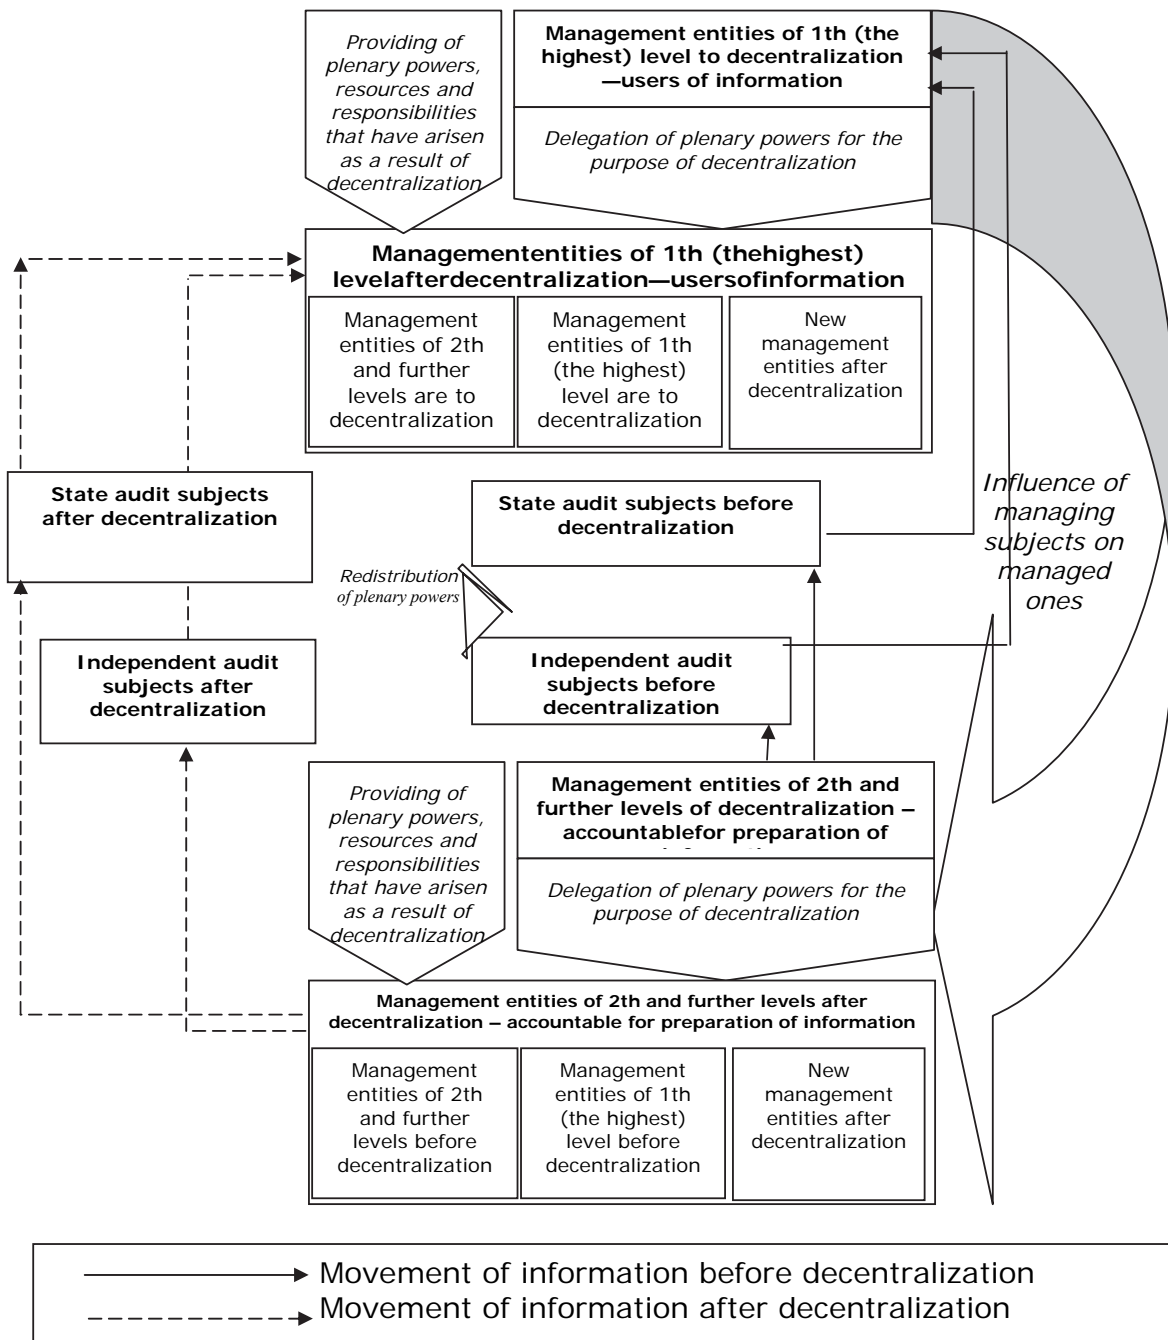 Providing of
plenary powers,
resources and
responsibilities
that have arisen
as a result of
decentralization
Management entities of 1th (the
highest) level to decentralization
—users of information
Delegation of plenary powers for the
purpose of decentralization
Managemententities of 1th (thehighest)
levelafterdecentralization—usersofinformation
Management
entities of 2th
and further
levels are to
decentralization
Management
entities of 1th
(the highest)
level are to
decentralization
New
management
entities after
decentralization
State audit subjects
after decentralization
State audit subjects before
decentralization
Influence of
managing
subjects on
managed
ones
Redistribution
of plenary powers
Independent audit
subjects after
decentralization
Independent audit
subjects before
decentralization
Providing of
plenary powers,
resources and
responsibilities
that have arisen
as a result of
decentralization
Management entities of 2th and
further levels of decentralization –
accountablefor preparation of
Delegation of plenary powers for the
purpose of decentralization
Management entities of 2th and further levels after
decentralization – accountable for preparation of information
Management
entities of 2th
and further
levels before
decentralization
Management
entities of 1th
(the highest)
level before
decentralization
New
management
entities after
decentralization
Movement of information before decentralization
Movement of information after decentralization